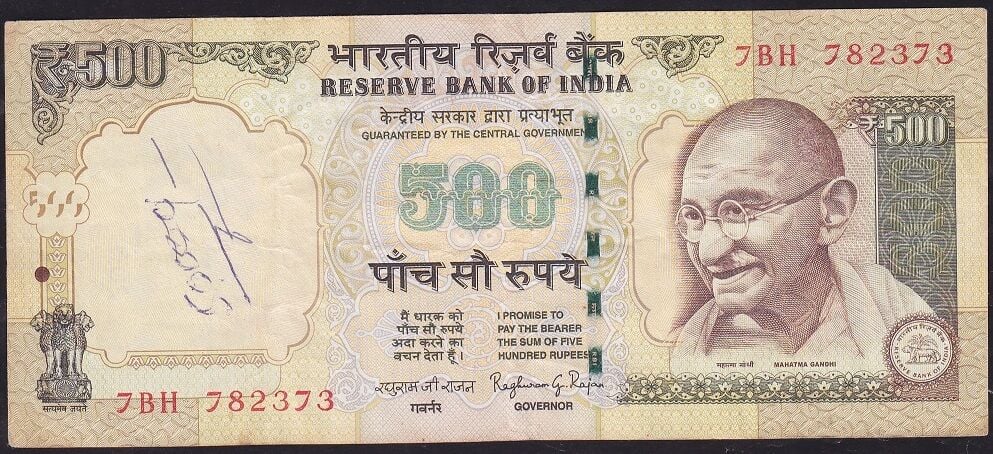 ₹500
भारतीय रिज़र्व बैंक
RESERVE BANK OF INDIA
7BH 782373
केन्द्रीय सरकार द्वारा प्रत्याभूत
GUARANTEED BY THE CENTRAL GOVERNMENT
₹500
500
पाँच सौ रुपये
मैं धारक को
पाँच सौ रुपये
अदा करने का
वचन देता हूँ।
I PROMISE TO
PAY THE BEARER
THE SUM OF FIVE
HUNDRED RUPEES
रघुराम जी राजन
Raghuram G. Rajan
गवर्नर
GOVERNOR
महात्मा गांधी
MAHATMA GANDHI
भारतीय रिज़र्व बैंक
RESERVE BANK OF INDIA
सत्यमेव जयते
7BH 782373